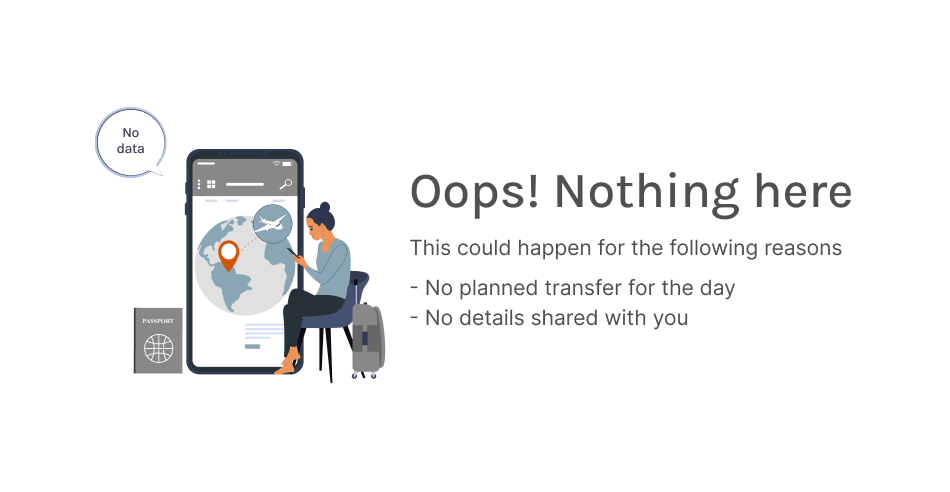 No
data
PASSPORT
Oops! Nothing here
This could happen for the following reasons
- No planned transfer for the day
- No details shared with you